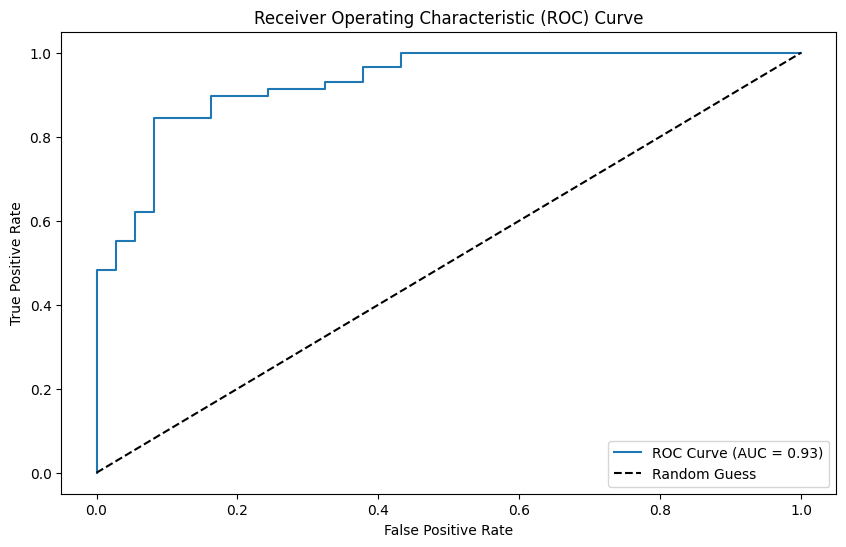 Receiver Operating Characteristic (ROC) Curve
1.0
0.8
0.6
0.4
0.2
0.0
True Positive Rate
0.0 0.2 0.4 0.6 0.8 1.0
False Positive Rate
ROC Curve (AUC = 0.93)
Random Guess